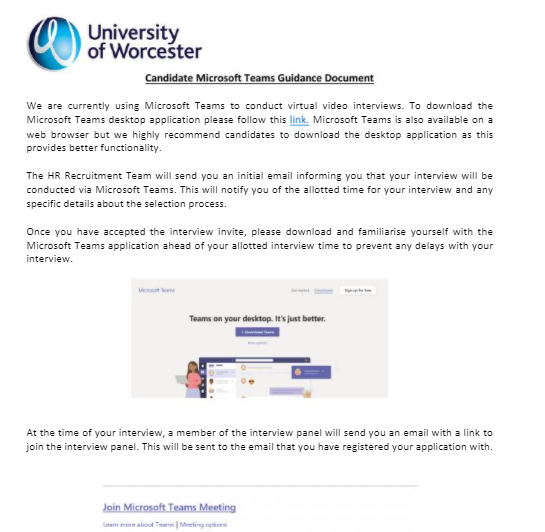 University
of Worcester
Candidate Microsoft Teams Guidance Document
We are currently using Microsoft Teams to conduct virtual video interviews. To download the
Microsoft Teams desktop application please follow this link. Microsoft Teams is also available on a
web browser but we highly recommend candidates to download the desktop application as this
provides better functionality.
The HR Recruitment Team will send you an initial email informing you that your interview will be
conducted via Microsoft Teams. This will notify you of the allotted time for your interview and any
specific details about the selection process.
Once you have accepted the interview invite, please download and familiarise yourself with the
Microsoft Teams application ahead of your allotted interview time to prevent any delays with your
interview.
Microsoft Teams
Sign up for free
Teams on your desktop. It's just better.
Download Teams
At the time of your interview, a member of the interview panel will send you an email with a link to
join the interview panel. This will be sent to the email that you have registered your application with.
Join Microsoft Teams Meeting
Learn more about Teams | Meeting options